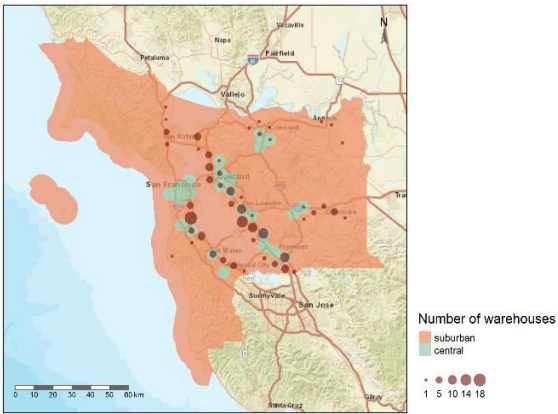 Vacaville
N
Napa
Petaluma
Fairfield
Vallejo
Antioch
Concord
San Rafael
Oakland
San Francisco
San Leandro
Livermore
San Mateo
Fremont
Redwood City
Sunnyvale
San Jose
Gilroy
Santa Cruz
0 10 20 30 40 50 60 km
Number of warehouses
suburban
central
1 5 10 14 18